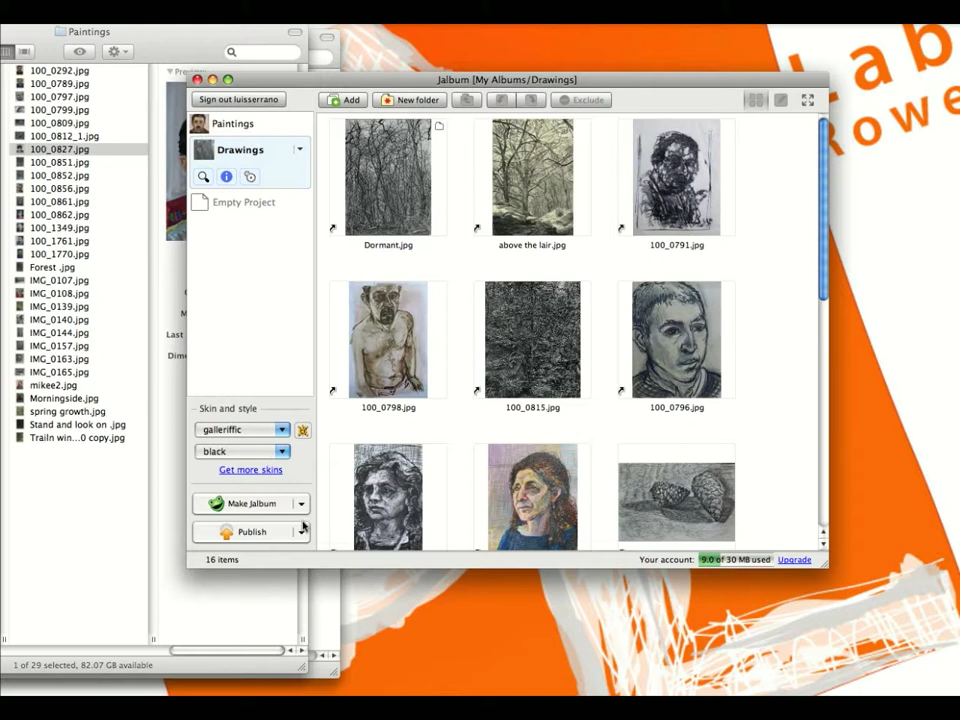 Paintings
Preview
100_0292.jpg
100_0789.jpg
100_0797.jpg
100_0799.jpg
100_0809.jpg
100_0812_1.jpg
100_0827.jpg
100_0851.jpg
100_0852.jpg
100_0856.jpg
100_0861.jpg
100_0862.jpg
100_1349.jpg
100_1761.jpg
100_1770.jpg
Forest .jpg
IMG_0107.jpg
IMG_0108.jpg
IMG_0139.jpg
IMG_0140.jpg
IMG_0144.jpg
IMG_0157.jpg
IMG_0163.jpg
IMG_0165.jpg
mikee2.jpg
Morningside.jpg
spring growth.jpg
Stand and look on .jpg
Trailn win...0 copy.jpg
Last
Dime
1 of 29 selected, 82.07 GB available
Jalbum [My Albums/Drawings]
Sign out luisserrano
Add
New folder
Exclude
Paintings
Drawings
Empty Project
Dormant.jpg
above the lair.jpg
100_0791.jpg
100_0798.jpg
100_0815.jpg
100_0796.jpg
Skin and style
galleriffic
black
Get more skins
Make Jalbum
Publish
16 items
Your account: 9.0 of 30 MB used Upgrade
Lab
Rowe